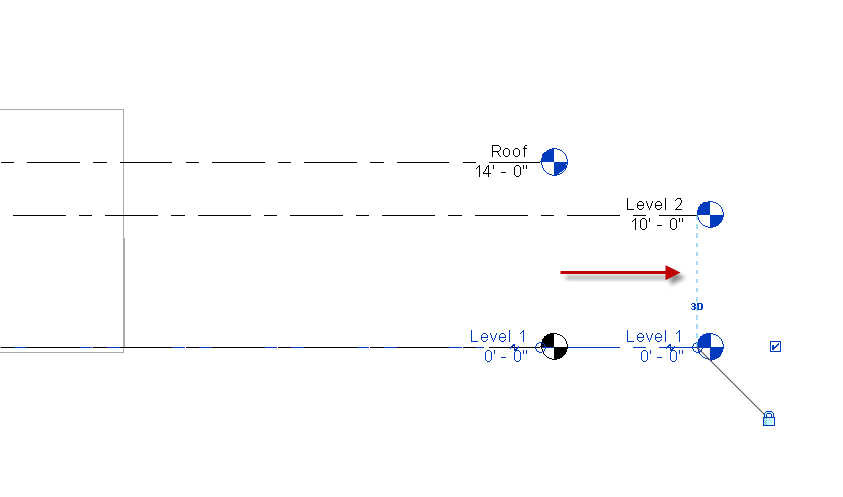 Roof
14' - 0"
Level 2
10' - 0"
3D
Level 1
0' - 0"
Level 1
0' - 0"